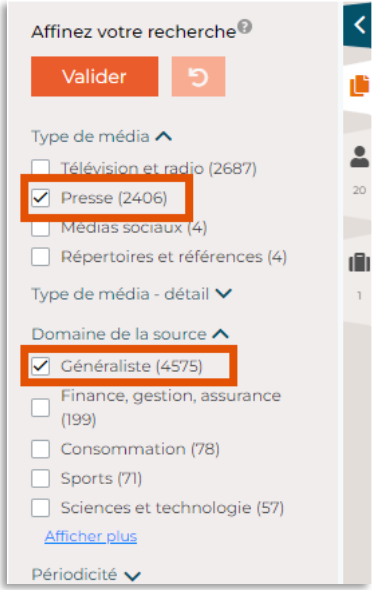 Affinez votre recherche?
Valider
Type de média
Télévision et radio (2687)
Presse (2406)
Médias sociaux (4)
Répertoires et références (4)
Type de média - détail
Domaine de la source
Généraliste (4575)
Finance, gestion, assurance
(199)
Consommation (78)
Sports (71)
Sciences et technologie (57)
Afficher plus
Périodicité
20
1